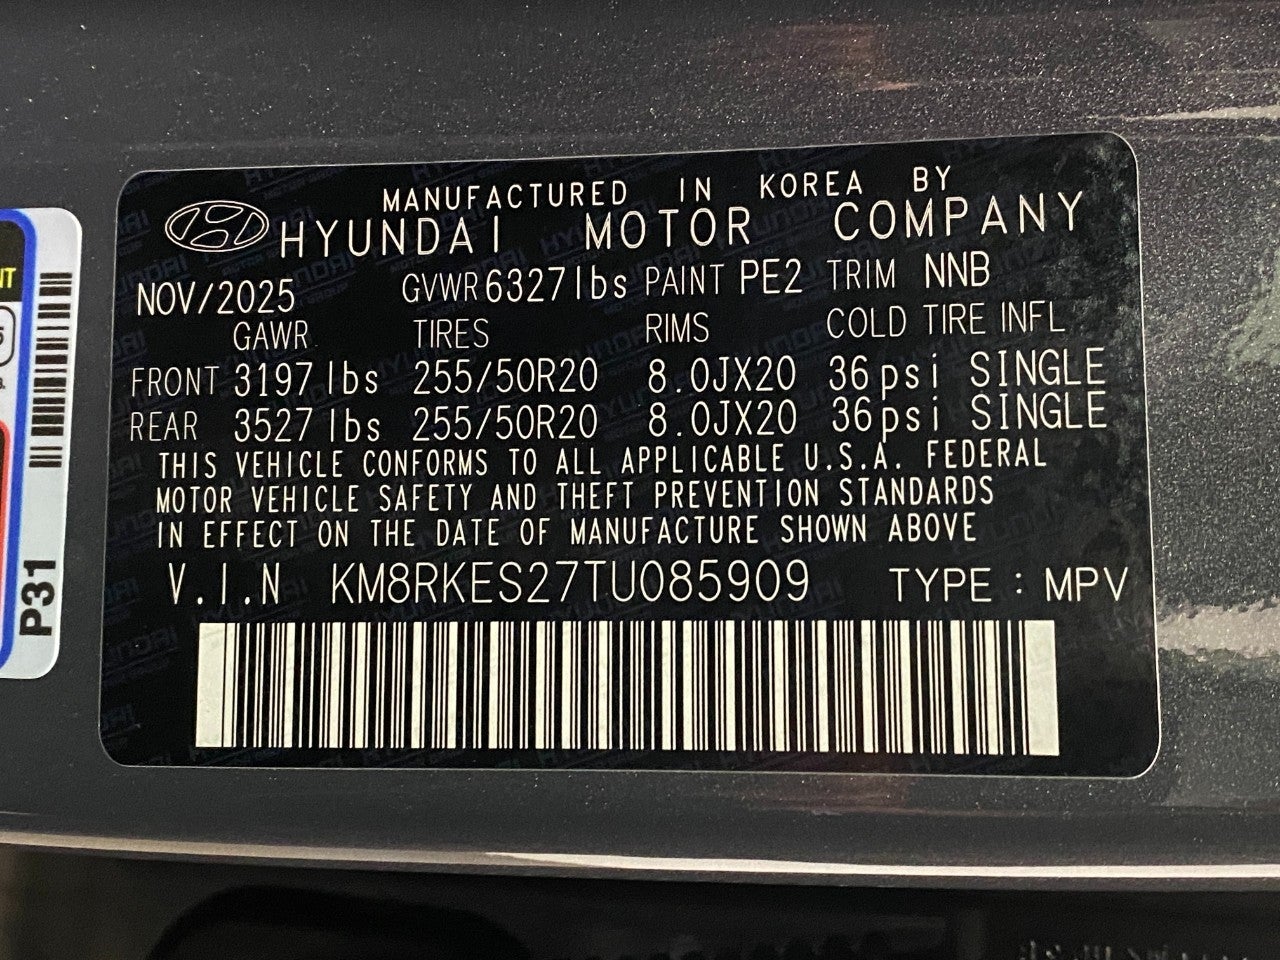 MANUFACTURED IN KOREA BY
HYUNDAI MOTOR COMPANY
NOV/2025 GVWR 6327lbs PAINT PE2 TRIM NNB
GAWR TIRES RIMS COLD TIRE INFL
FRONT 3197lbs 255/50R20 8.0JX20 36psi SINGLE
REAR 3527lbs 255/50R20 8.0JX20 36psi SINGLE
THIS VEHICLE CONFORMS TO ALL APPLICABLE U.S.A. FEDERAL
MOTOR VEHICLE SAFETY AND THEFT PREVENTION STANDARDS
IN EFFECT ON THE DATE OF MANUFACTURE SHOWN ABOVE
V.I.N KM8RKES27TU085909 TYPE : MPV
P31